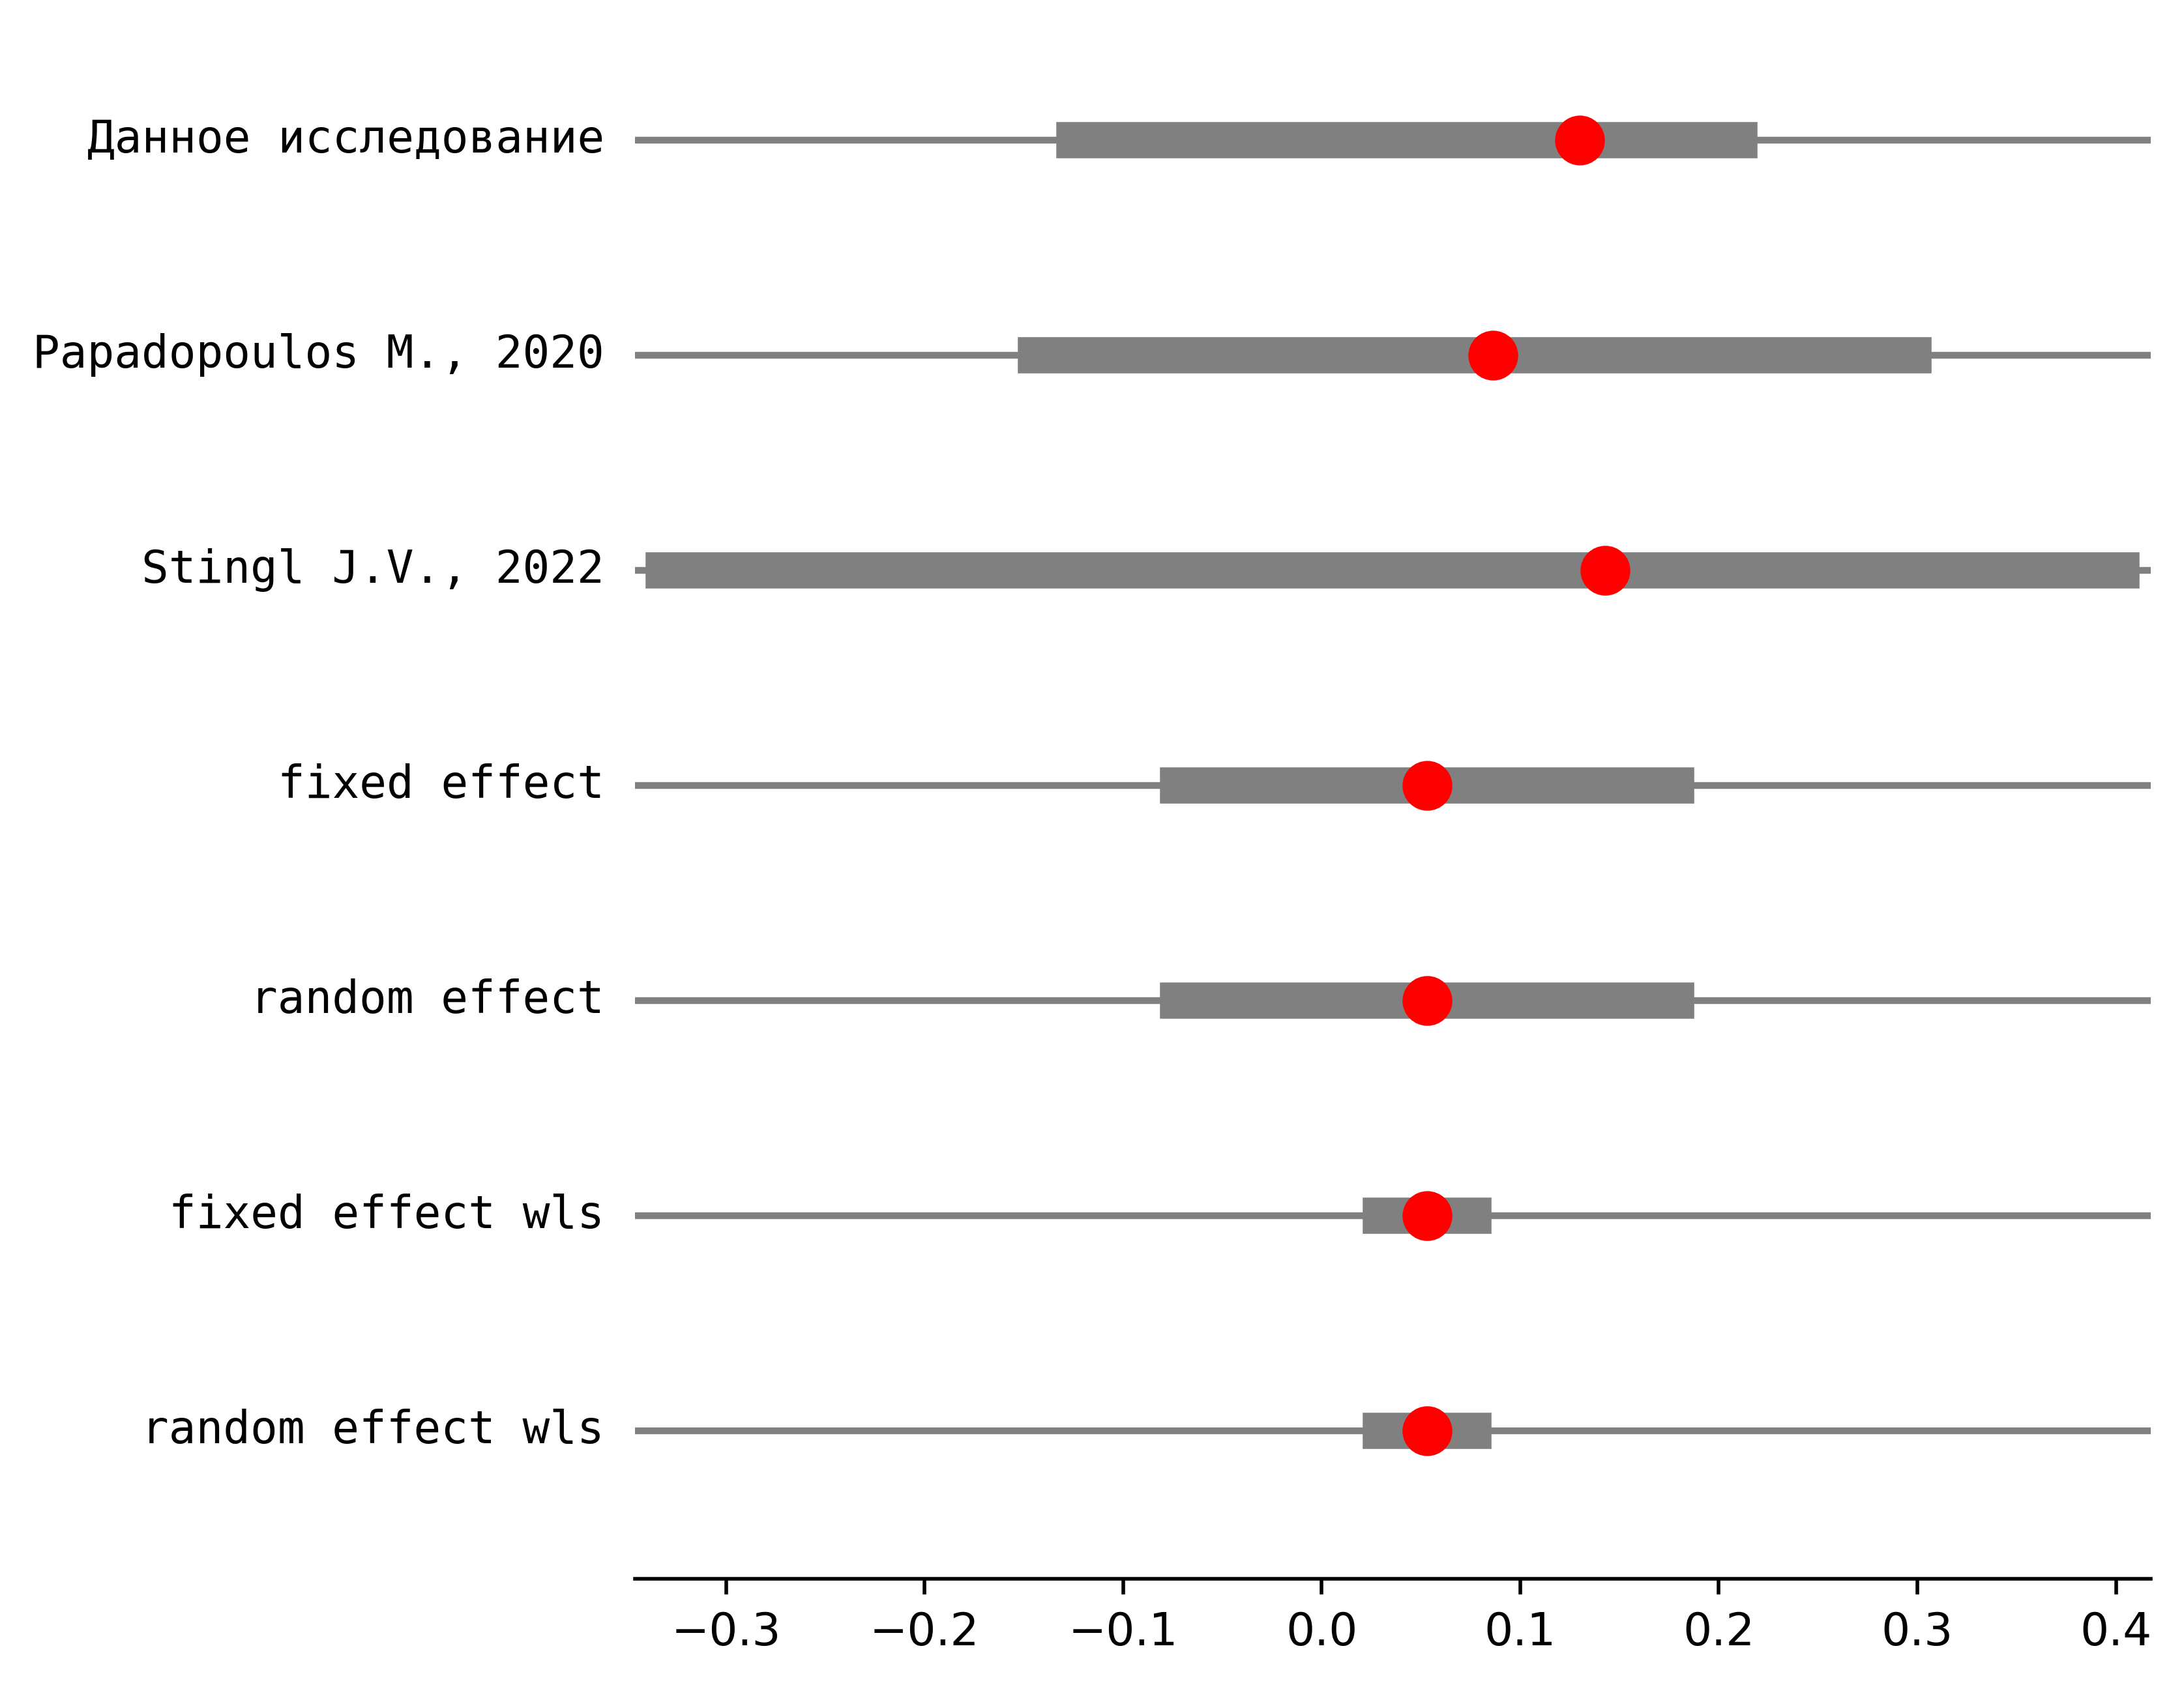 Данное исследование
Papadopoulos M., 2020
Stingl J.V., 2022
fixed effect
random effect
fixed effect wls
random effect wls
−0.3 −0.2 −0.1 0.0 0.1 0.2 0.3 0.4